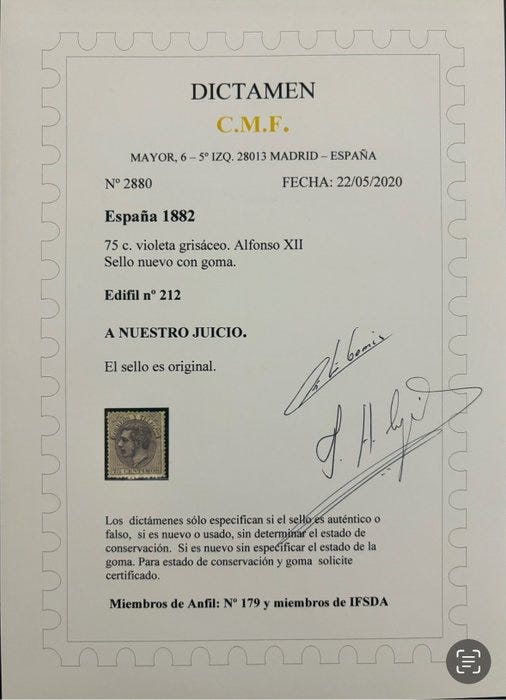 DICTAMEN
C.M.F.
MAYOR, 6 – 5º IZQ. 28013 MADRID – ESPAÑA
Nº 2880 FECHA: 22/05/2020
España 1882
75 c. violeta grisáceo. Alfonso XII
Sello nuevo con goma.
Edifil nº 212
A NUESTRO JUICIO.
El sello es original.
75 CENTIMOS
Los dictámenes sólo especifican si el sello es auténtico o
falso, si es nuevo o usado, sin determinar el estado de
conservación. Si es nuevo sin especificar el estado de la
goma. Para estado de conservación y goma solicite
certificado.
Miembros de Anfil: Nº 179 y miembros de IFSDA